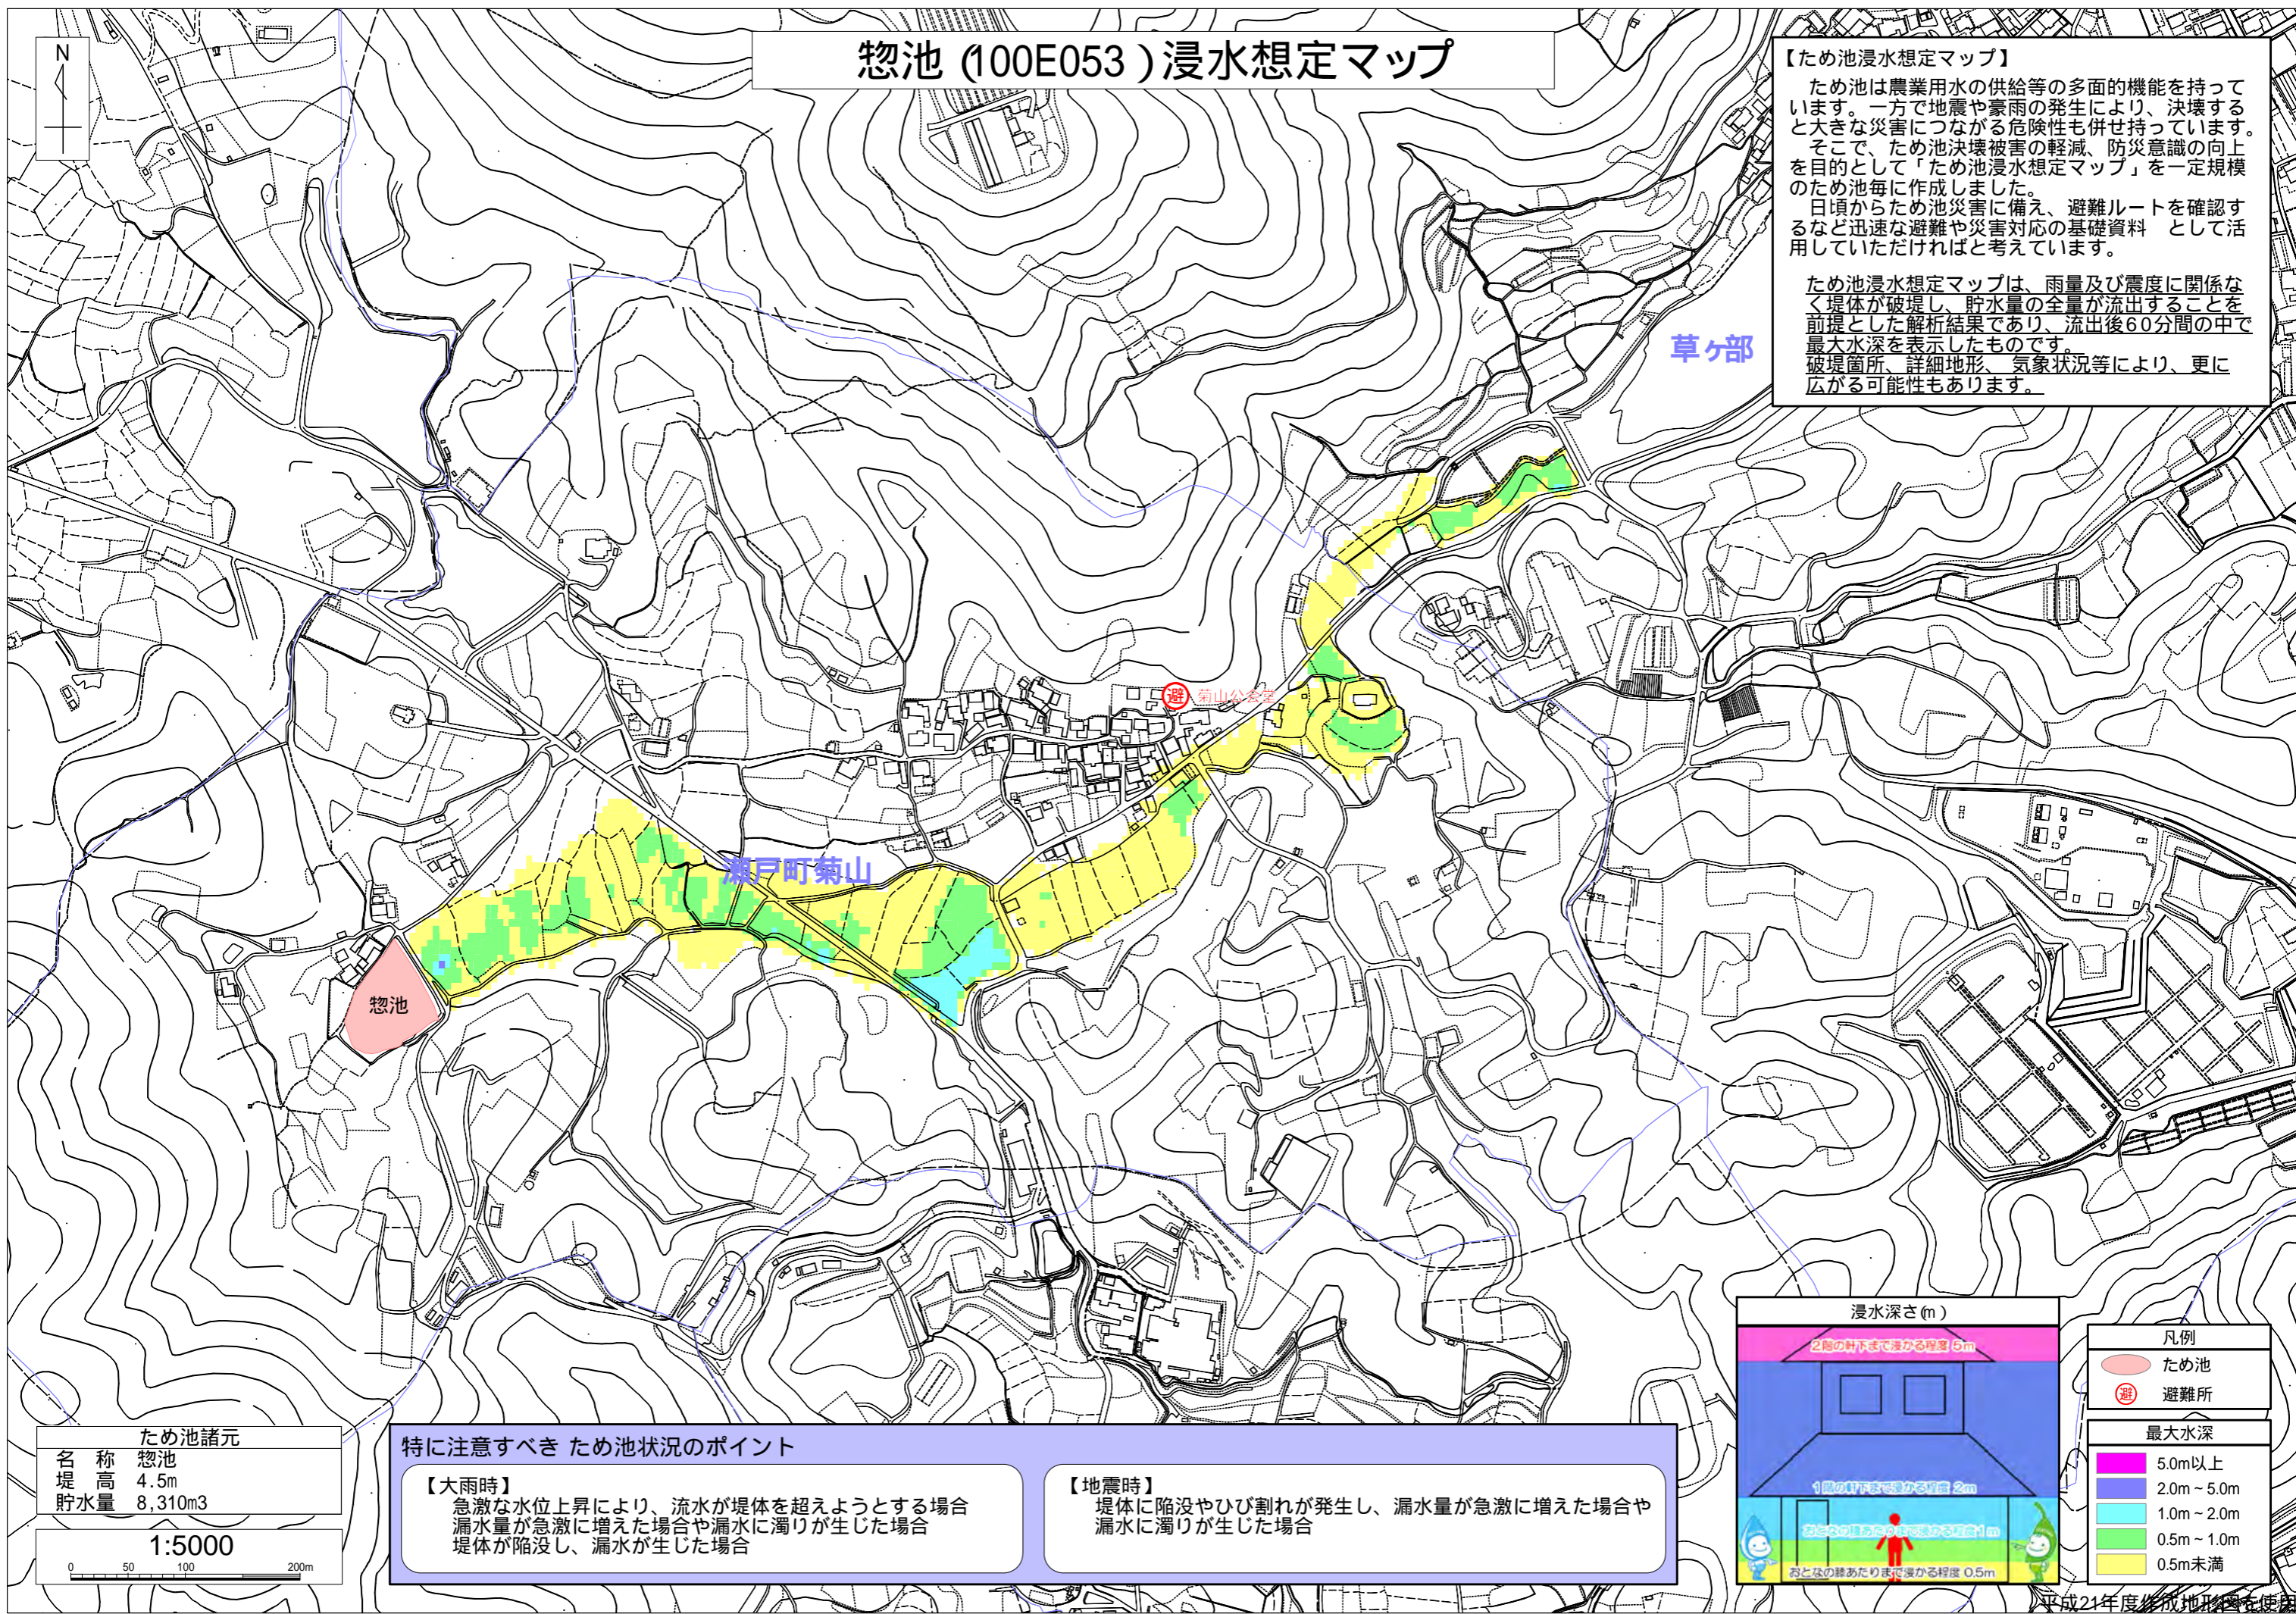 惣池 (100E053 ) 浸水想定マップ
N
【ため池浸水想定マップ】
ため池は農業用水の供給等の多面的機能を持って
います。一方で地震や豪雨の発生により、決壊する
と大きな災害につながる危険性も併せ持っています。
そこで、ため池決壊被害の軽減、防災意識の向上
を目的として「ため池浸水想定マップ」を一定規模
のため池毎に作成しました。
日頃からため池災害に備え、避難ルートを確認す
るなど迅速な避難や災害対応の基礎資料 として活
用していただければと考えています。
ため池浸水想定マップは、雨量及び震度に関係な
く堤体が破堤し、貯水量の全量が流出することを
前提とした解析結果であり、流出後60分間の中で
最大水深を表示したものです。
破堤箇所、詳細地形、 気象状況等により、更に
広がる可能性もあります。
草ヶ部
避 菊山公会堂
瀬戸町菊山
惣池
ため池諸元
名 称 惣池
堤 高 4.5m
貯水量 8,310m3
1:5000
0 50 100 200m
特に注意すべき ため池状況のポイント
【大雨時】
急激な水位上昇により、流水が堤体を超えようとする場合
漏水量が急激に増えた場合や漏水に濁りが生じた場合
堤体が陥没し、漏水が生じた場合
【地震時】
堤体に陥没やひび割れが発生し、漏水量が急激に増えた場合や
漏水に濁りが生じた場合
浸水深さ(m)
2階の軒下まで浸かる程度 5m
1階の軒下まで浸かる程度 2m
おとなの腰あたりまで浸かる程度 1m
おとなの膝あたりまで浸かる程度 0.5m
凡例
ため池
避 避難所
最大水深
5.0m以上
2.0m～5.0m
1.0m～2.0m
0.5m～1.0m
0.5m未満
平成21年度作成地形図を使用